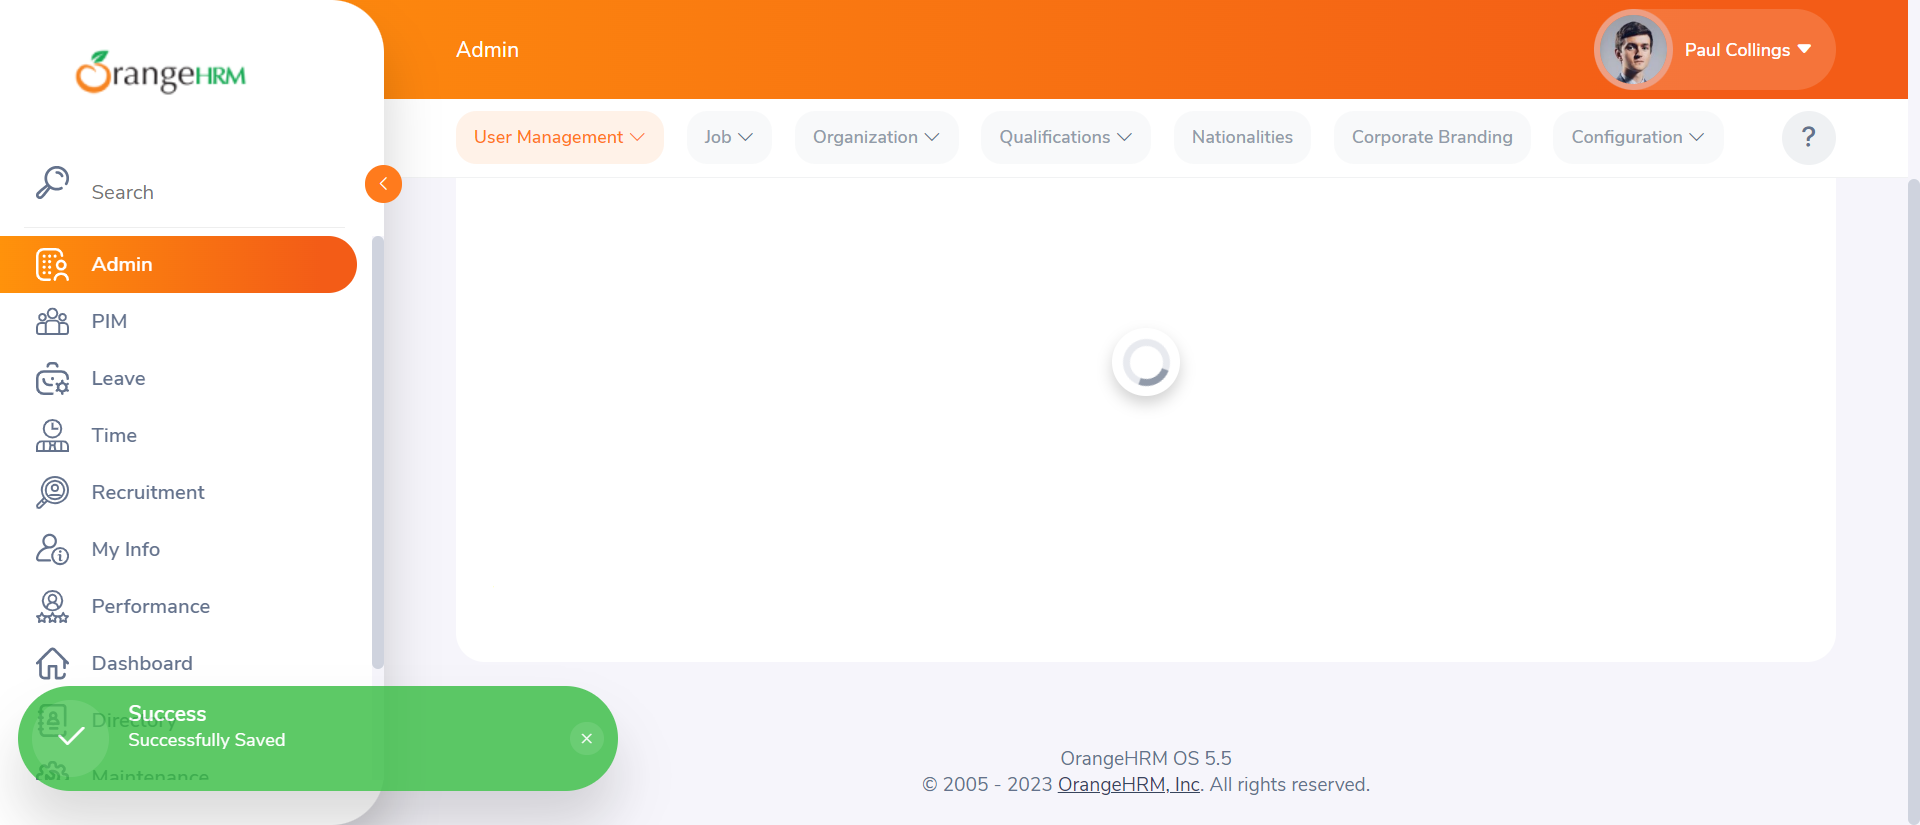 OrangeHRM
Search
Admin
PIM
Leave
Time
Recruitment
My Info
Performance
Dashboard
Directory
Maintenance
Success
Successfully Saved
Admin
Paul Collings
User Management
Job
Organization
Qualifications
Nationalities
Corporate Branding
Configuration
?
OrangeHRM OS 5.5
© 2005 - 2023 OrangeHRM, Inc. All rights reserved.